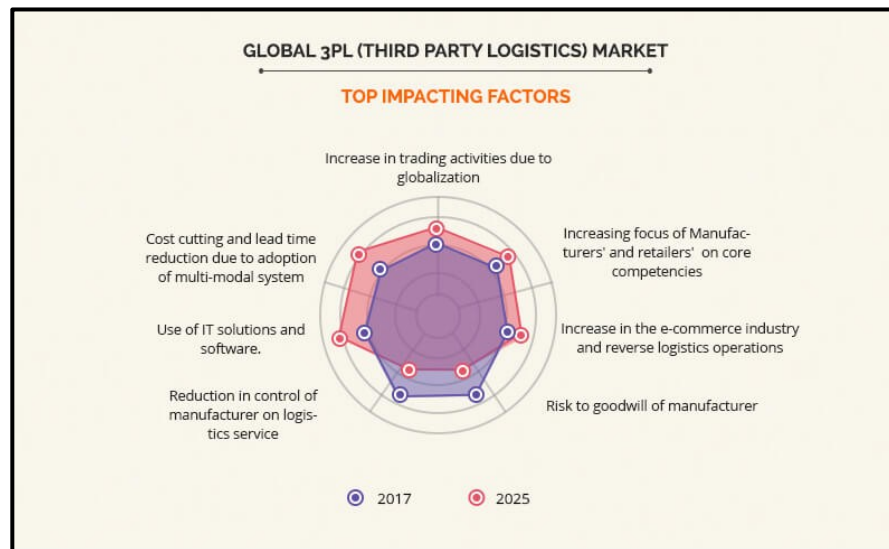 GLOBAL 3PL (THIRD PARTY LOGISTICS) MARKET
TOP IMPACTING FACTORS
Increase in trading activities due to
globalization
Increasing focus of Manufac-
turers' and retailers'  on core
competencies
Increase in the e-commerce industry
and reverse logistics operations
Risk to goodwill of manufacturer
Reduction in control of
manufacturer on logis-
tics service
Use of IT solutions and
software.
Cost cutting and lead time
reduction due to adoption
of multi-modal system
2017
2025